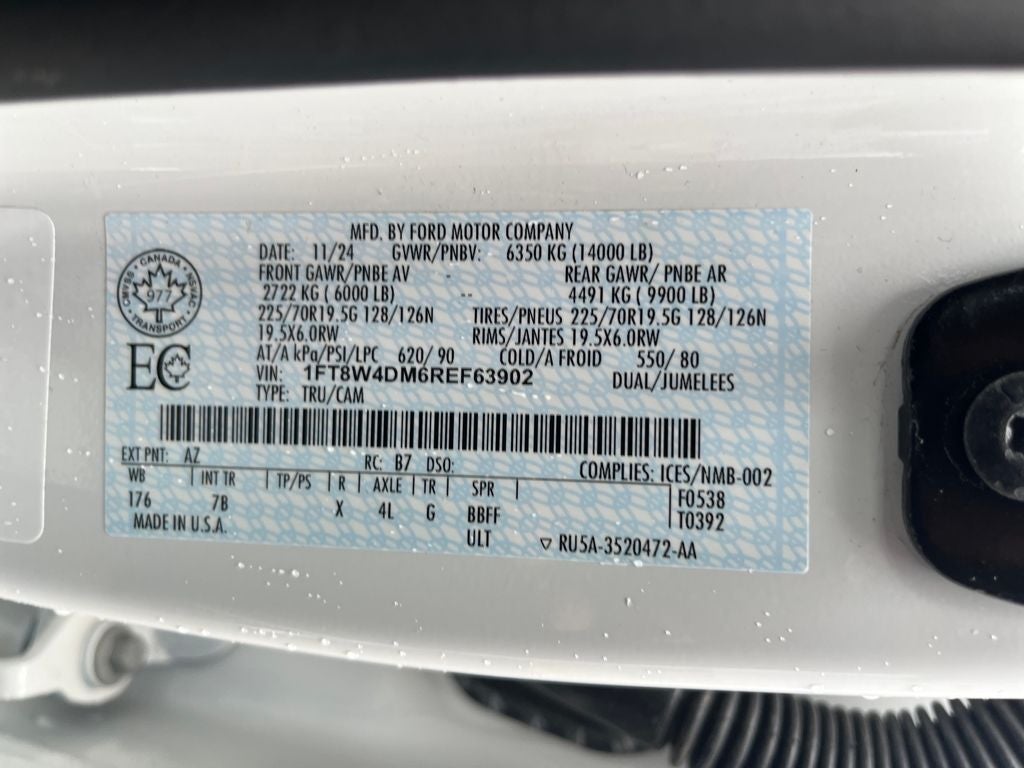 MFD. BY FORD MOTOR COMPANY
DATE: 11/24 GVWR/PNBV: 6350 KG (14000 LB)
FRONT GAWR/PNBE AV - REAR GAWR/ PNBE AR
2722 KG ( 6000 LB) -- 4491 KG ( 9900 LB)
225/70R19.5G 128/126N TIRES/PNEUS 225/70R19.5G 128/126N
19.5X6.0RW RIMS/JANTES 19.5X6.0RW
AT/A kPa/PSI/LPC 620/ 90 COLD/A FROID 550/ 80
VIN: 1FT8W4DM6REF63902 DUAL/JUMELEES
TYPE: TRU/CAM
CANADA
977
TRANSPORT
EC
EXT PNT: AZ RC: B7 DSO:
COMPLIES: ICES/NMB-002
WB INT TR TP/PS R AXLE TR SPR
176 7B X 4L G BBFF
F0538
T0392
MADE IN U.S.A. ULT ▽ RU5A-3520472-AA